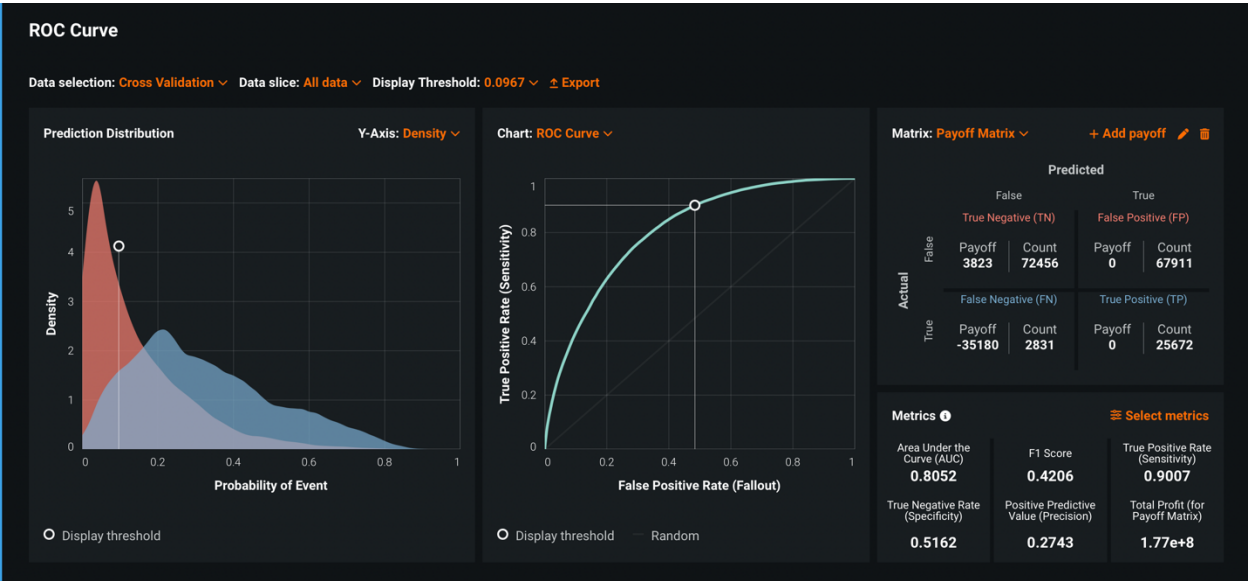 ROC Curve
Data selection: Cross Validation Data slice: All data Display Threshold: 0.0967 Export
Prediction Distribution Y-Axis: Density
5
4
3
2
1
0
Density
0 0.2 0.4 0.6 0.8 1
Probability of Event
Display threshold
Chart: ROC Curve
1
0.8
0.6
0.4
0.2
0
True Positive Rate (Sensitivity)
0 0.2 0.4 0.6 0.8 1
False Positive Rate (Fallout)
Display threshold Random
Matrix: Payoff Matrix + Add payoff
Predicted
False True
Actual
False
True Negative (TN) False Positive (FP)
Payoff Count Payoff Count
3823 72456 0 67911
True
False Negative (FN) True Positive (TP)
Payoff Count Payoff Count
-35180 2831 0 25672
Metrics i Select metrics
Area Under the
Curve (AUC)
0.8052
F1 Score
0.4206
True Positive Rate
(Sensitivity)
0.9007
True Negative Rate
(Specificity)
0.5162
Positive Predictive
Value (Precision)
0.2743
Total Profit (for
Payoff Matrix)
1.77e+8